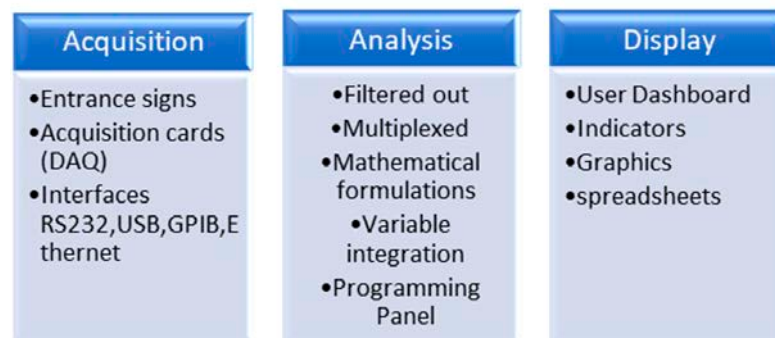 Acquisition
•Entrance signs
•Acquisition cards
(DAQ)
•Interfaces
RS232,USB,GPIB,E
thernet
Analysis
•Filtered out
•Multiplexed
•Mathematical
formulations
•Variable
integration
•Programming
Panel
Display
•User Dashboard
•Indicators
•Graphics
•spreadsheets